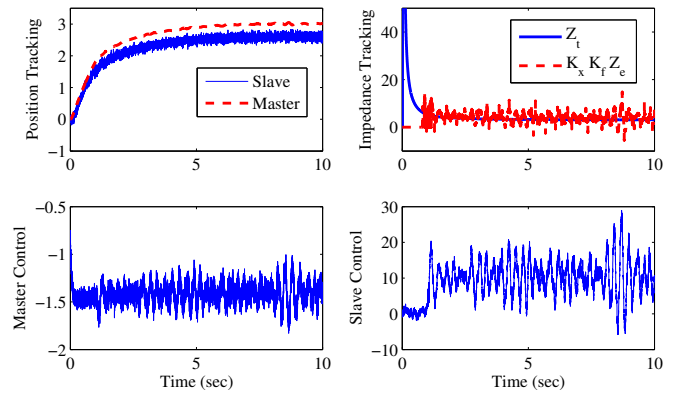 Position Tracking
3
2
1
0
−1
0
5
10
Slave
Master
Impedance Tracking
40
20
0
0
5
10
Z_t
K_x K_f Z_e
Master Control
−0.5
−1
−1.5
−2
0
5
10
Time (sec)
Slave Control
30
20
10
0
−10
0
5
10
Time (sec)